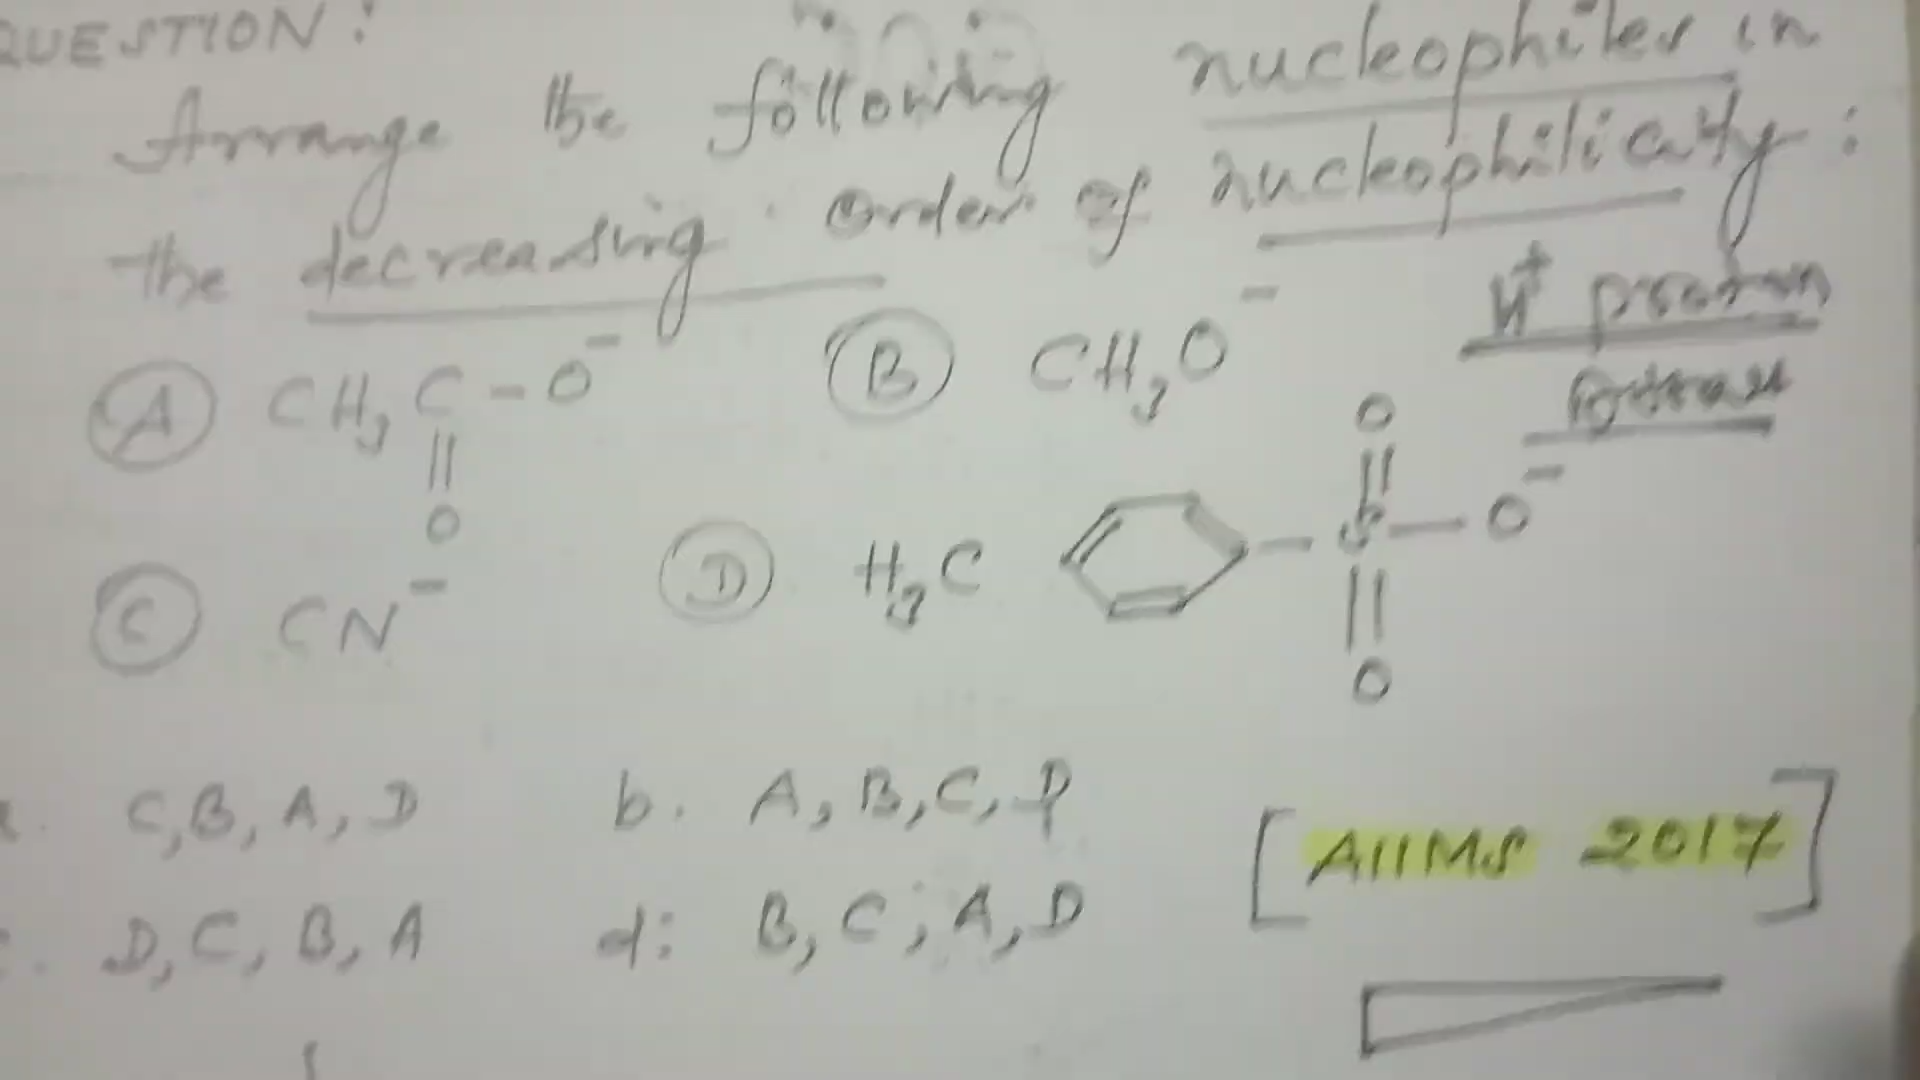 QUESTION:
Arrange the following nucleophiles in
the decreasing order of nucleophilicity:
H⁺ proton
A CH₃C-O⁻
O
B CH₃O⁻
C CN⁻
D H₃C S-O⁻
O
O
C, B, A, D b. A, B, C, D
D, C, B, A d: B, C, A, D
[AIIMS 2017]